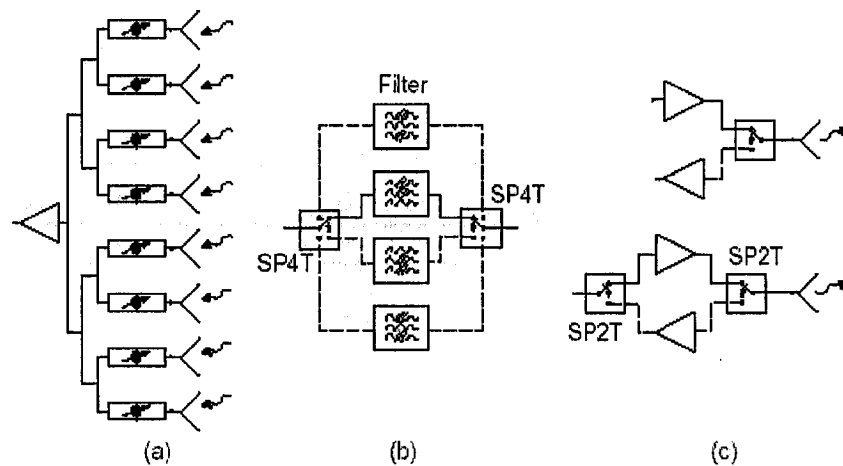 Filter
SP4T
SP4T
SP2T
SP2T
(a)
(b)
(c)